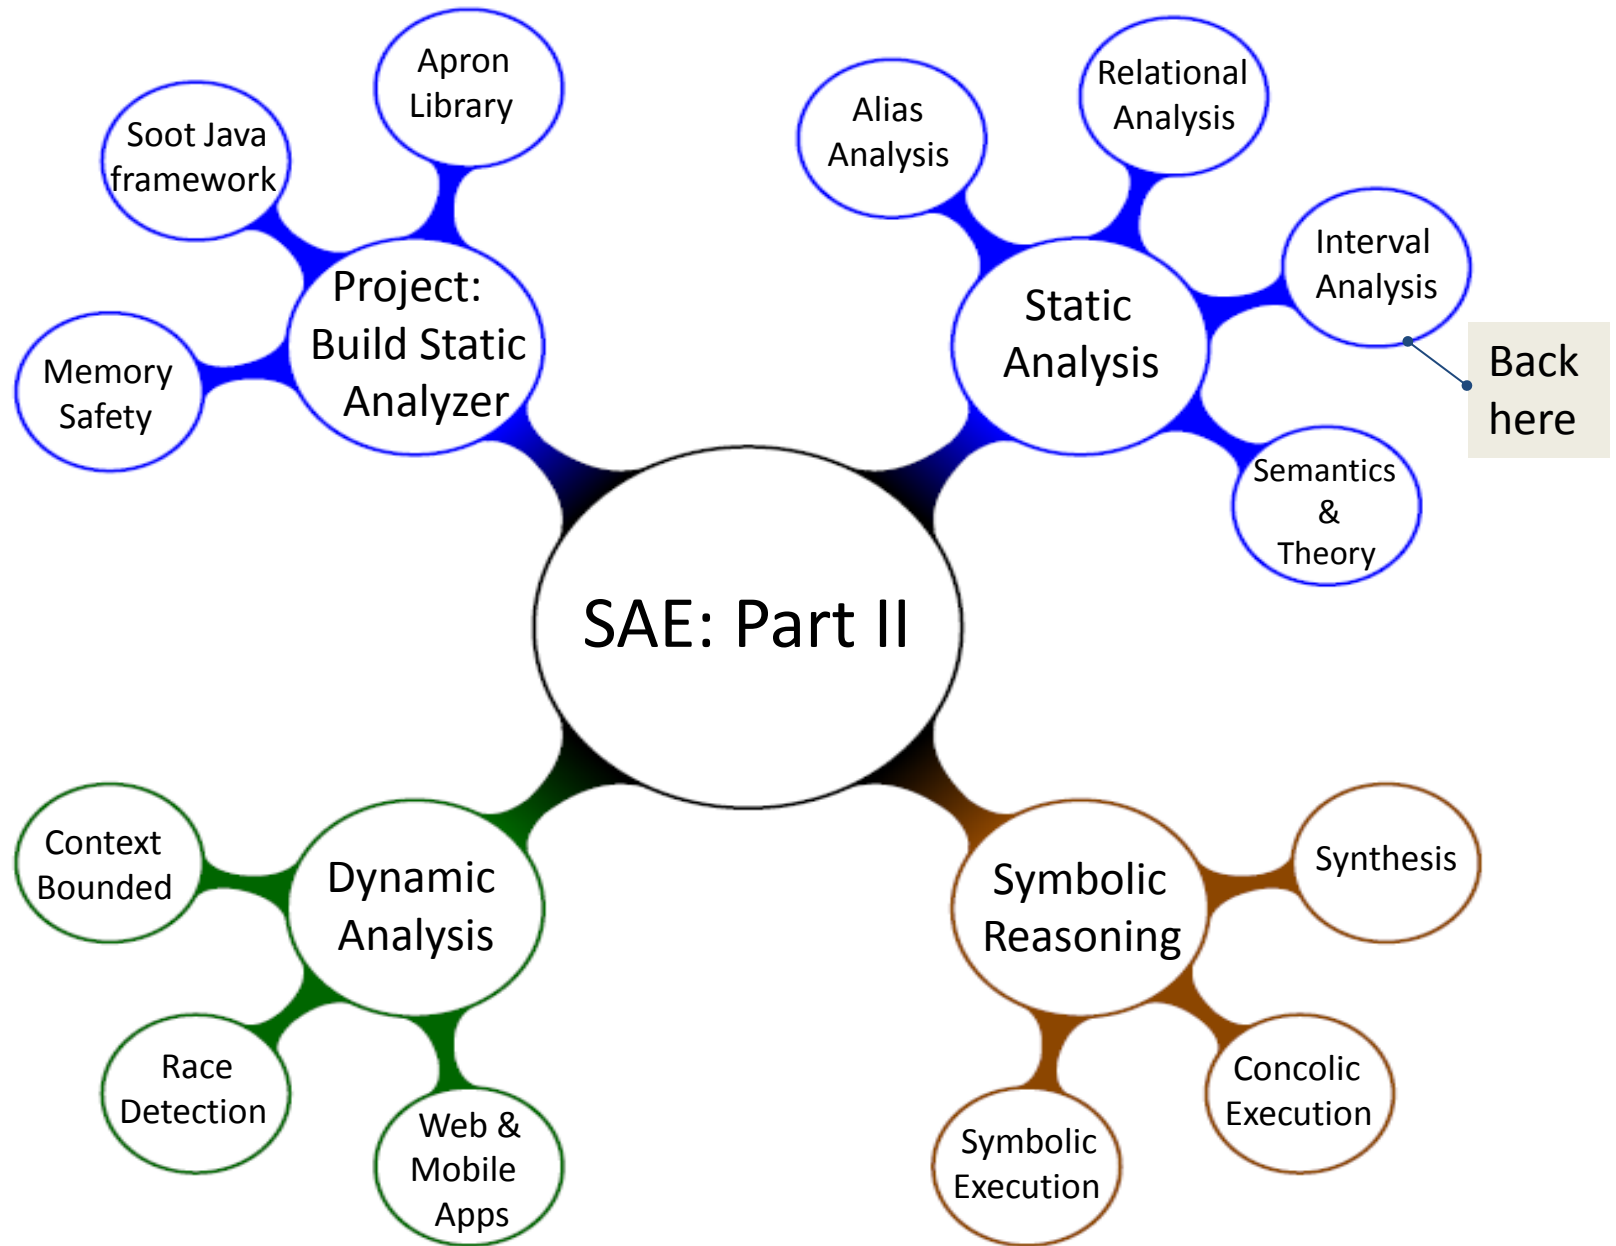 Apron
Library
Soot Java
framework
Memory
Safety
Project:
Build Static
Analyzer
Alias
Analysis
Relational
Analysis
Interval
Analysis
Back
here
Static
Analysis
Semantics
&
Theory
SAE: Part II
Context
Bounded
Dynamic
Analysis
Race
Detection
Web &
Mobile
Apps
Symbolic
Reasoning
Synthesis
Concolic
Execution
Symbolic
Execution